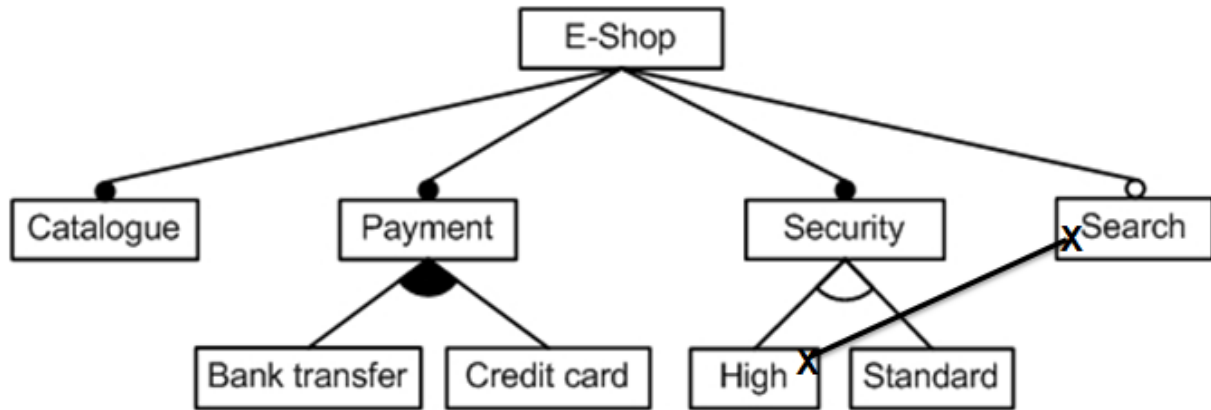 E-Shop
Catalogue
Payment
Security
Search
X
Bank transfer
Credit card
High
X
Standard